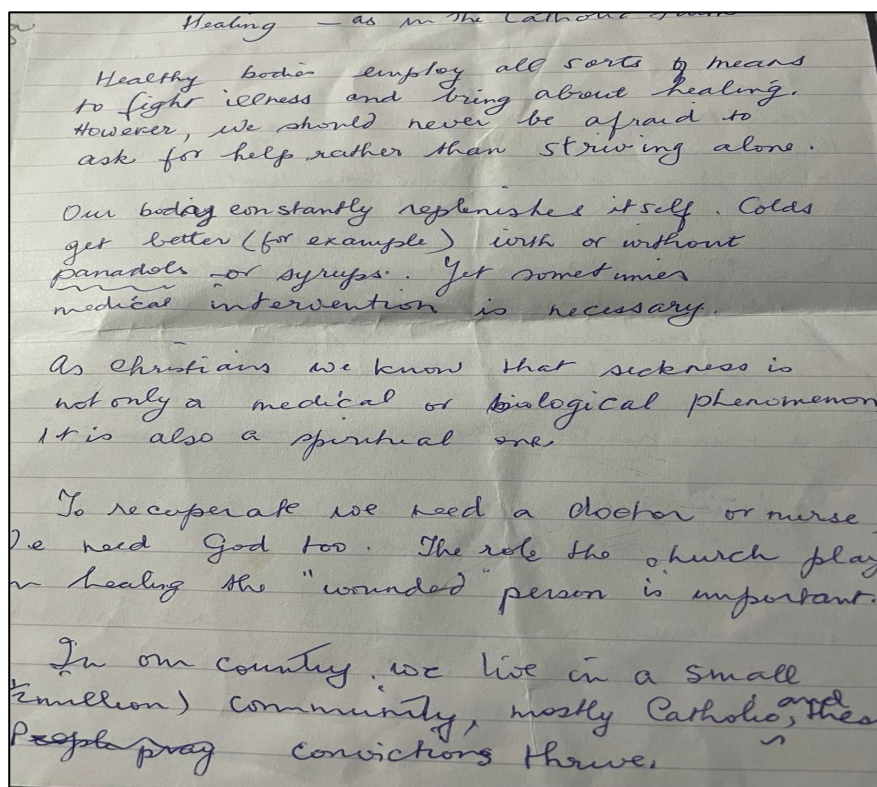 Healing - as in the Catholic
Healthy bodies employ all sorts of means
to fight illness and bring about healing.
However, we should never be afraid to
ask for help rather than striving alone.
Our body constantly replenishes itself. Colds
get better (for example) with or without
panadols or syrups. Yet sometimes
medical intervention is necessary.
As Christians we know that sickness is
not only a medical or biological phenomenon
It is also a spiritual one.
To recuperate we need a doctor or nurse
need God too. The role the church play
healing the "wounded" person is important.
In our country, we live in a small
½million) community, mostly Catholic, and
People pray convictions thrive.